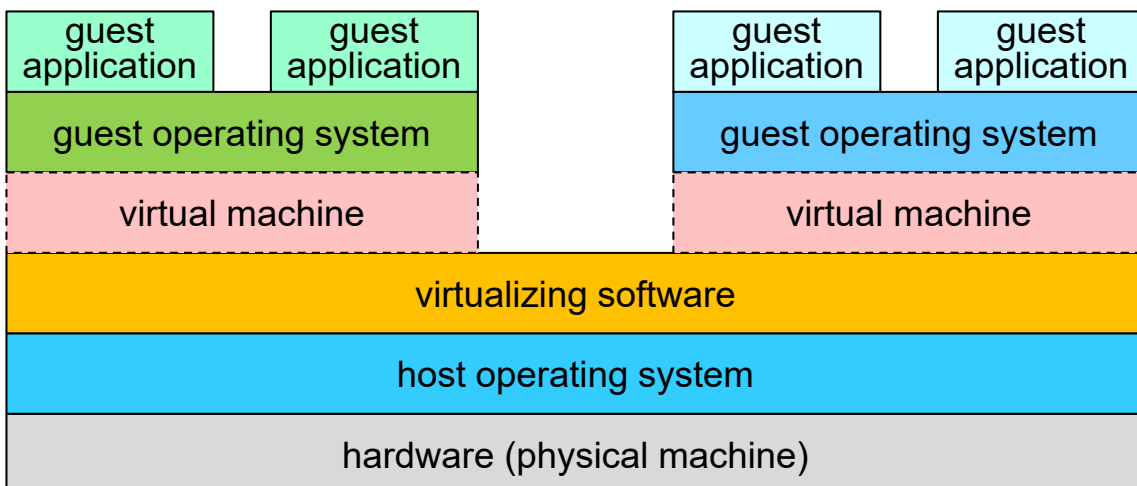 guest
application
guest
application
guest
application
guest
application
guest operating system
guest operating system
virtual machine
virtual machine
virtualizing software
host operating system
hardware (physical machine)